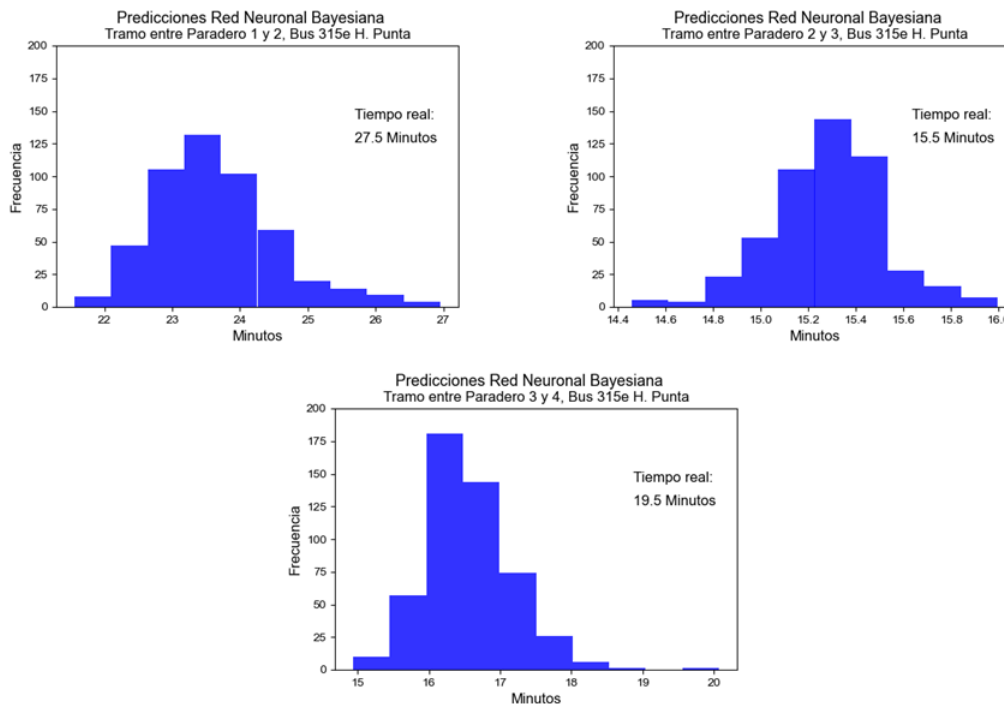 Predicciones Red Neuronal Bayesiana
Tramo entre Paradero 1 y 2, Bus 315e H. Punta
200
175
150
125
100
75
50
25
0
Frecuencia
Tiempo real:
27.5 Minutos
22 23 24 25 26 27
Minutos
Predicciones Red Neuronal Bayesiana
Tramo entre Paradero 2 y 3, Bus 315e H. Punta
200
175
150
125
100
75
50
25
0
Frecuencia
Tiempo real:
15.5 Minutos
14.4 14.6 14.8 15.0 15.2 15.4 15.6 15.8 16.0
Minutos
Predicciones Red Neuronal Bayesiana
Tramo entre Paradero 3 y 4, Bus 315e H. Punta
200
175
150
125
100
75
50
25
0
Frecuencia
Tiempo real:
19.5 Minutos
15 16 17 18 19 20
Minutos